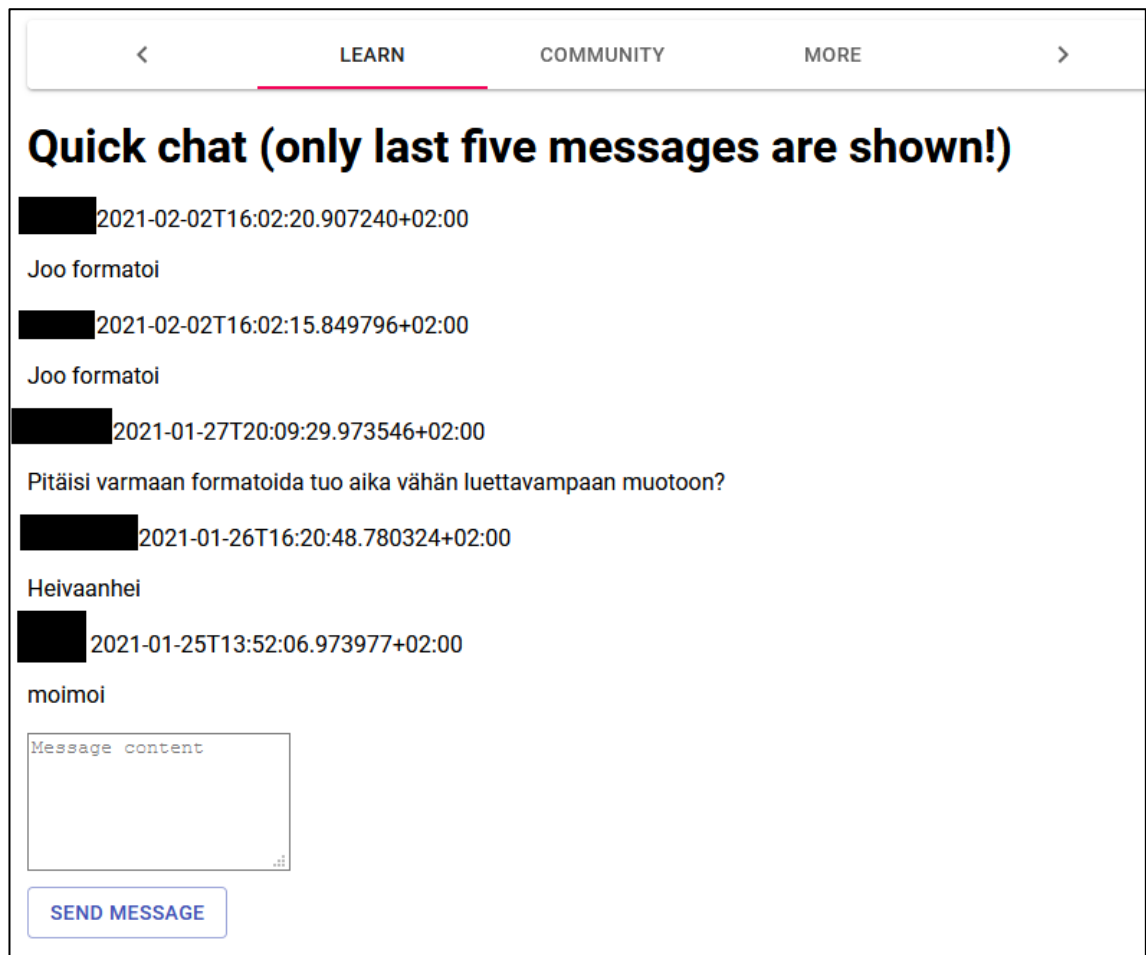 LEARN COMMUNITY MORE
Quick chat (only last five messages are shown!)
2021-02-02T16:02:20.907240+02:00
Joo formatoi
2021-02-02T16:02:15.849796+02:00
Joo formatoi
2021-01-27T20:09:29.973546+02:00
Pitäisi varmaan formatoida tuo aika vähän luettavampaan muotoon?
2021-01-26T16:20:48.780324+02:00
Heivaanhei
2021-01-25T13:52:06.973977+02:00
moimoi
Message content
SEND MESSAGE